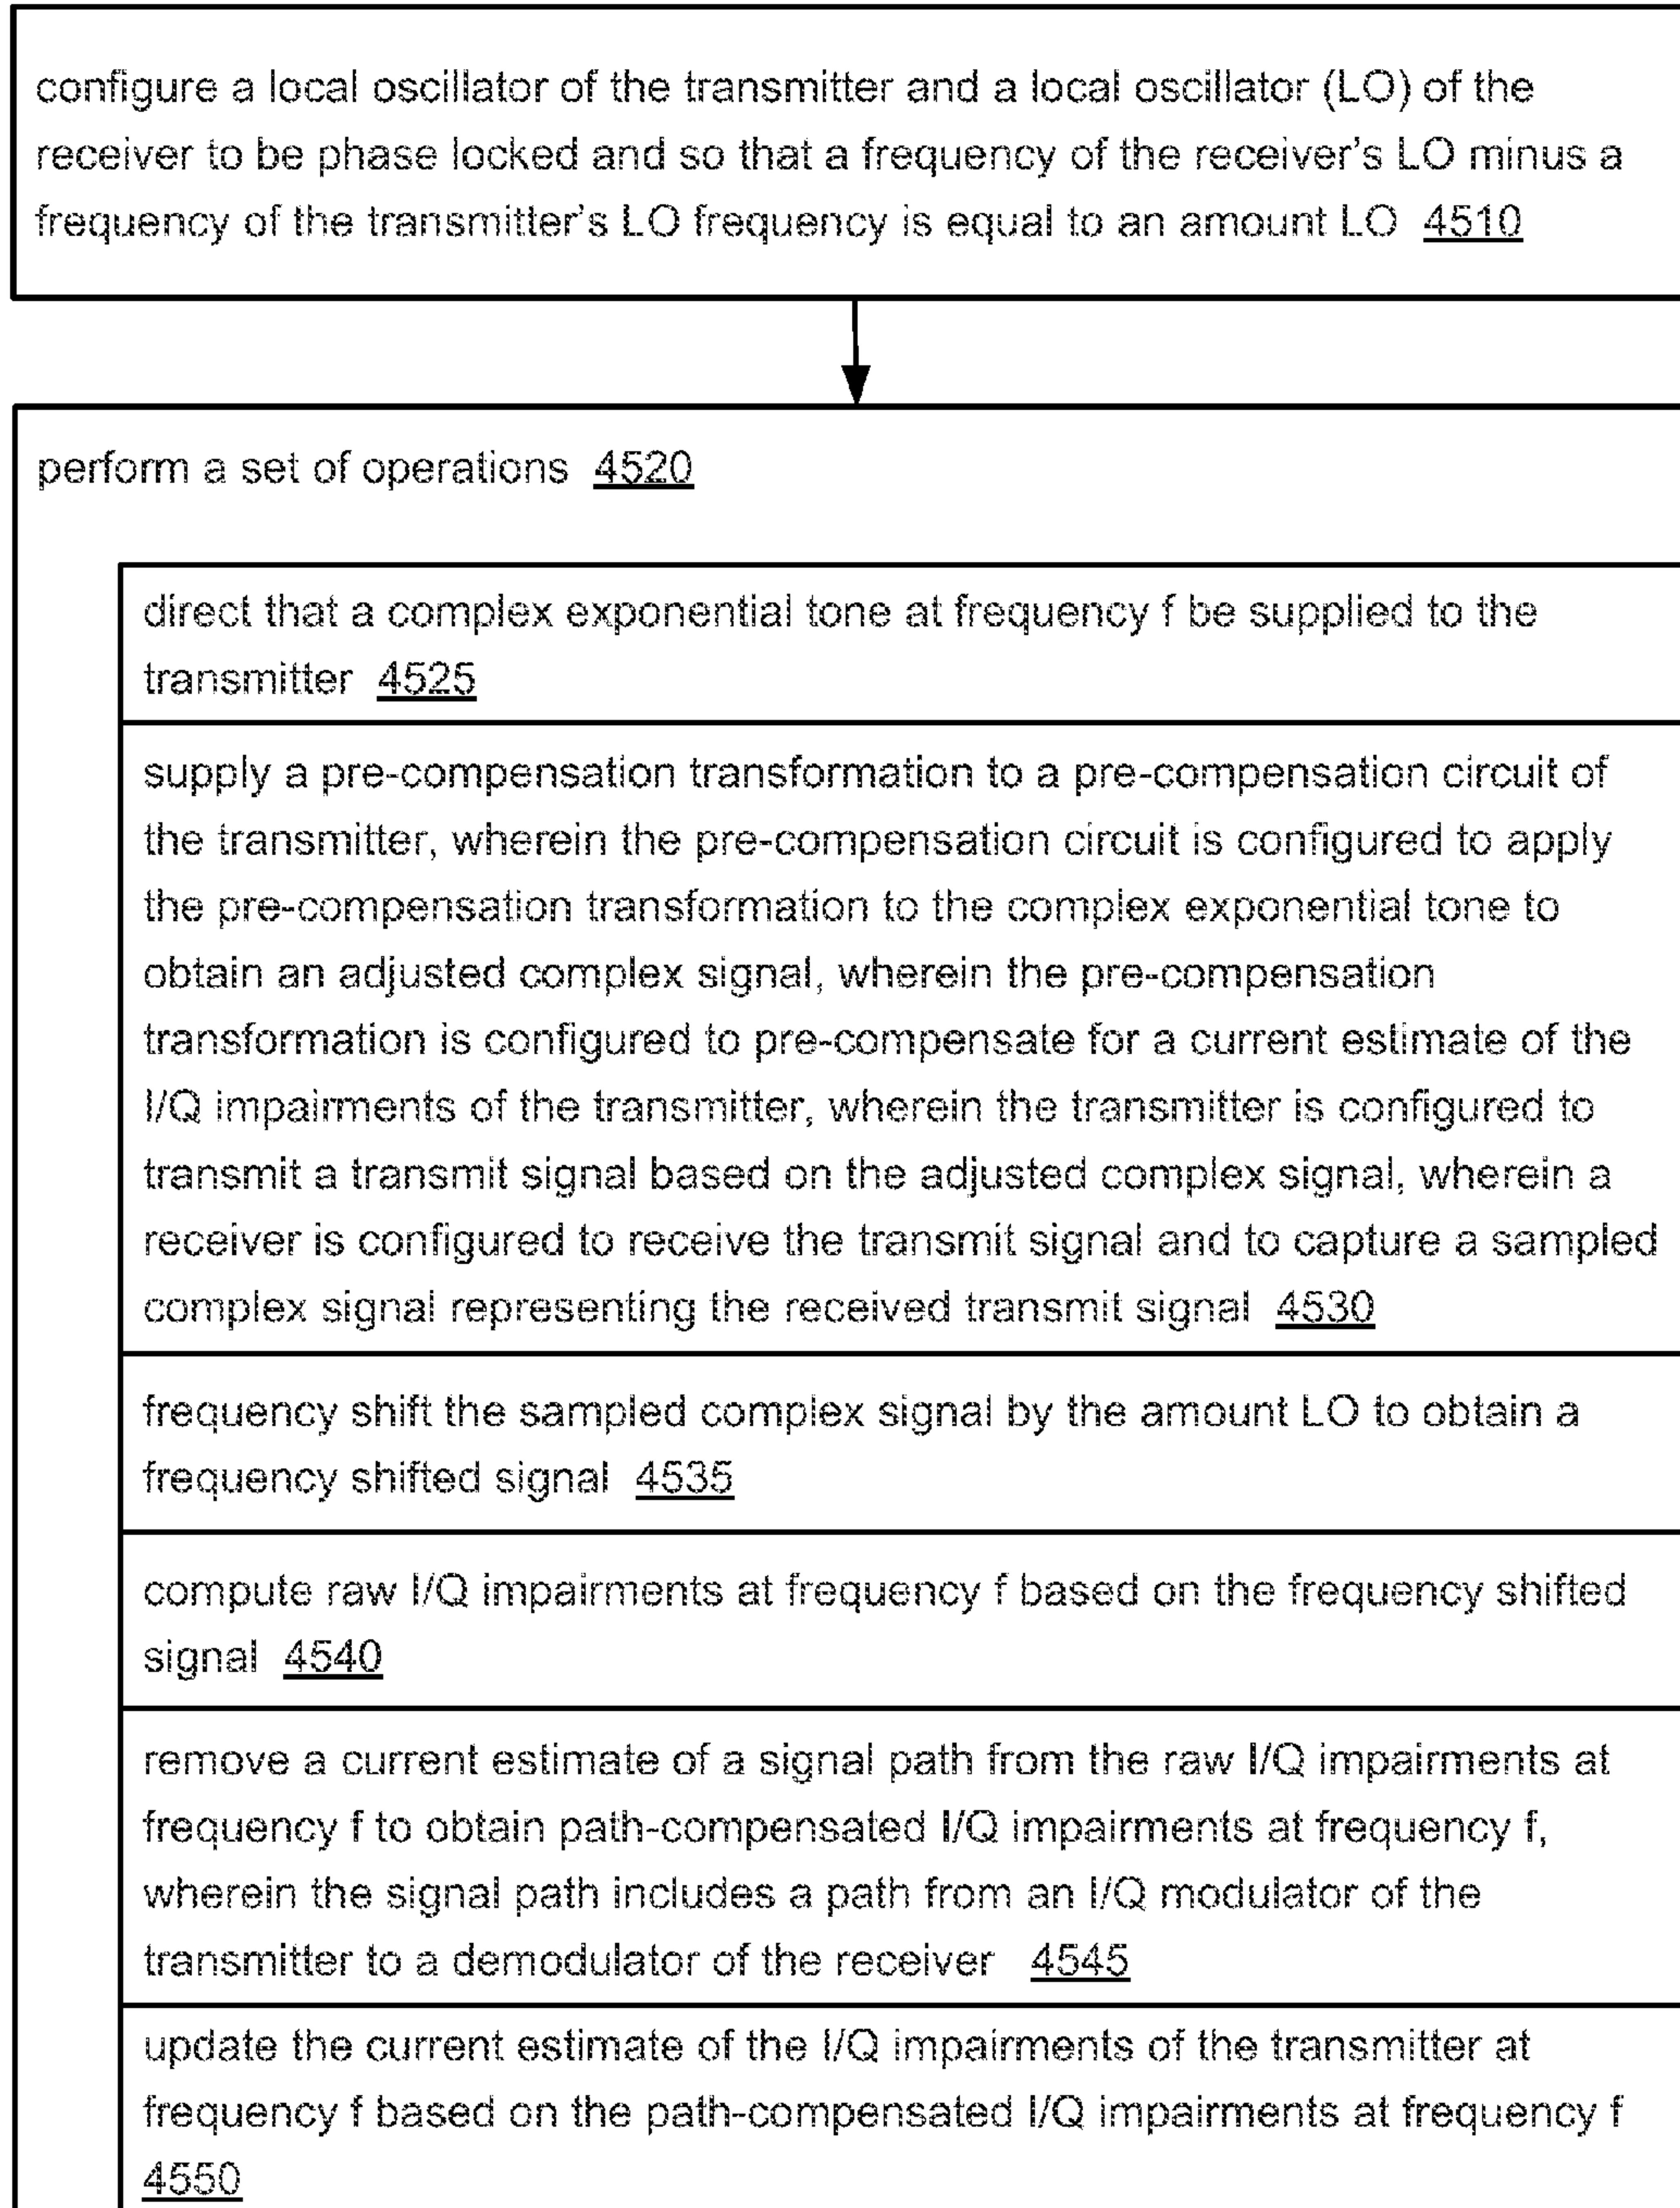 configure a local oscillator of the transmitter and a local oscillator (LO) of the
receiver to be phase locked and so that a frequency of the receiver's LO minus a
frequency of the transmitter's LO frequency is equal to an amount LO 4510
perform a set of operations 4520
direct that a complex exponential tone at frequency f be supplied to the
transmitter 4525
supply a pre-compensation transformation to a pre-compensation circuit of
the transmitter, wherein the pre-compensation circuit is configured to apply
the pre-compensation transformation to the complex exponential tone to
obtain an adjusted complex signal, wherein the pre-compensation
transformation is configured to pre-compensate for a current estimate of the
I/Q impairments of the transmitter, wherein the transmitter is configured to
transmit a transmit signal based on the adjusted complex signal, wherein a
receiver is configured to receive the transmit signal and to capture a sampled
complex signal representing the received transmit signal 4530
frequency shift the sampled complex signal by the amount LO to obtain a
frequency shifted signal 4535
compute raw I/Q impairments at frequency f based on the frequency shifted
signal 4540
remove a current estimate of a signal path from the raw I/Q impairments at
frequency f to obtain path-compensated I/Q impairments at frequency f,
wherein the signal path includes a path from an I/Q modulator of the
transmitter to a demodulator of the receiver 4545
update the current estimate of the I/Q impairments of the transmitter at
frequency f based on the path-compensated I/Q impairments at frequency f
4550